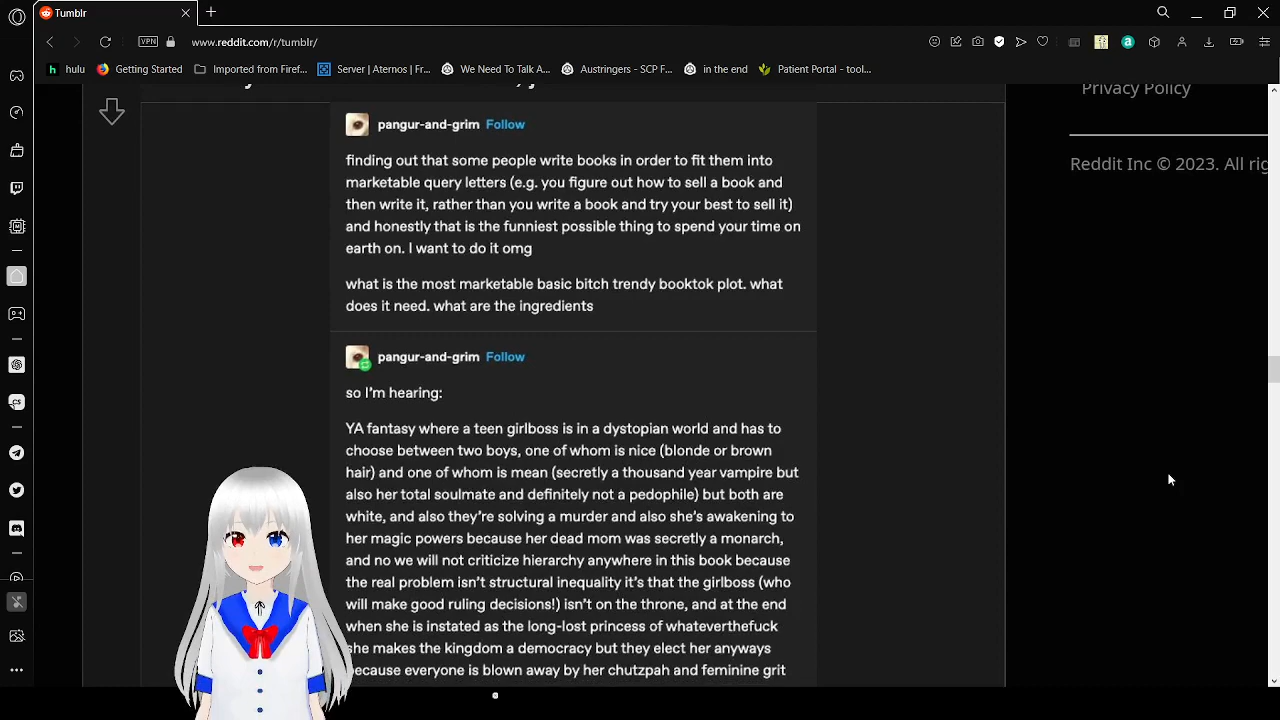 Tumblr
VPN
www.reddit.com/r/tumblr/
hulu
Getting Started
Imported from Firef...
Server | Aternos | Fr...
We Need To Talk A...
Austringers - SCP F...
in the end
Patient Portal - tool...
Privacy Policy
Reddit Inc © 2023. All rig
pangur-and-grim Follow
finding out that some people write books in order to fit them into
marketable query letters (e.g. you figure out how to sell a book and
then write it, rather than you write a book and try your best to sell it)
and honestly that is the funniest possible thing to spend your time on
earth on. I want to do it omg
what is the most marketable basic bitch trendy booktok plot. what
does it need. what are the ingredients
pangur-and-grim Follow
so I'm hearing:
YA fantasy where a teen girlboss is in a dystopian world and has to
choose between two boys, one of whom is nice (blonde or brown
hair) and one of whom is mean (secretly a thousand year vampire but
also her total soulmate and definitely not a pedophile) but both are
white, and also they're solving a murder and also she's awakening to
her magic powers because her dead mom was secretly a monarch,
and no we will not criticize hierarchy anywhere in this book because
the real problem isn't structural inequality it's that the girlboss (who
will make good ruling decisions!) isn't on the throne, and at the end
when she is instated as the long-lost princess of whateverthefuck
she makes the kingdom a democracy but they elect her anyways
because everyone is blown away by her chutzpah and feminine grit